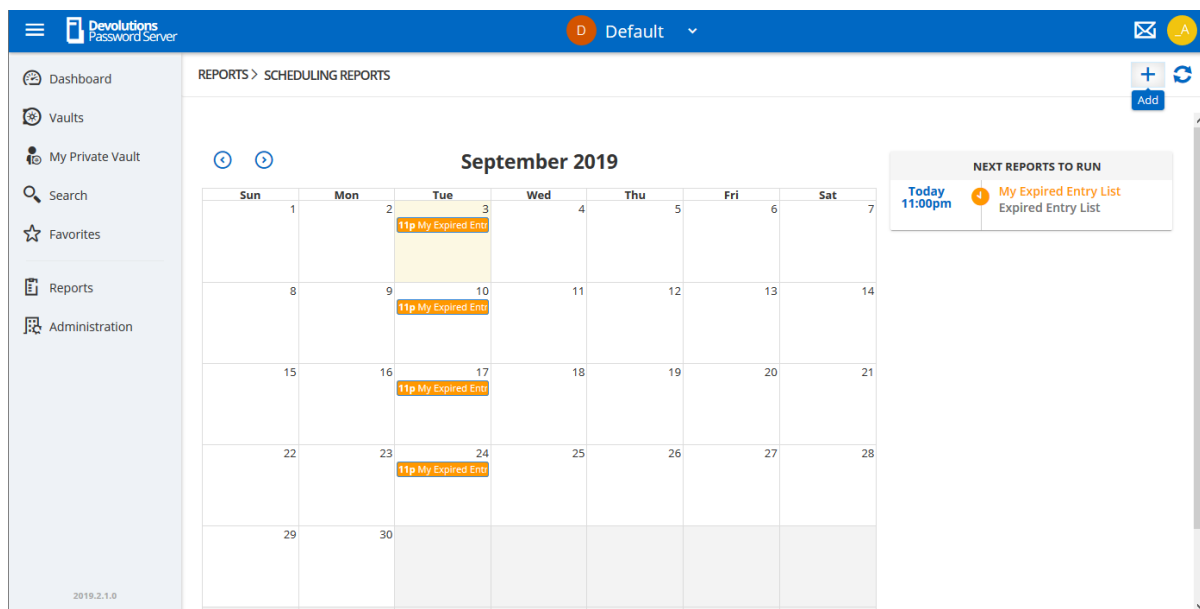 Devolutions
Password Server
D Default
_A
Dashboard
Vaults
My Private Vault
Search
Favorites
Reports
Administration
2019.2.1.0
REPORTS > SCHEDULING REPORTS
+
Add
September 2019
Sun Mon Tue Wed Thu Fri Sat
1 2 3 4 5 6 7
11p My Expired Entr
8 9 10 11 12 13 14
11p My Expired Entr
15 16 17 18 19 20 21
11p My Expired Entr
22 23 24 25 26 27 28
11p My Expired Entr
29 30
NEXT REPORTS TO RUN
Today
11:00pm
My Expired Entry List
Expired Entry List